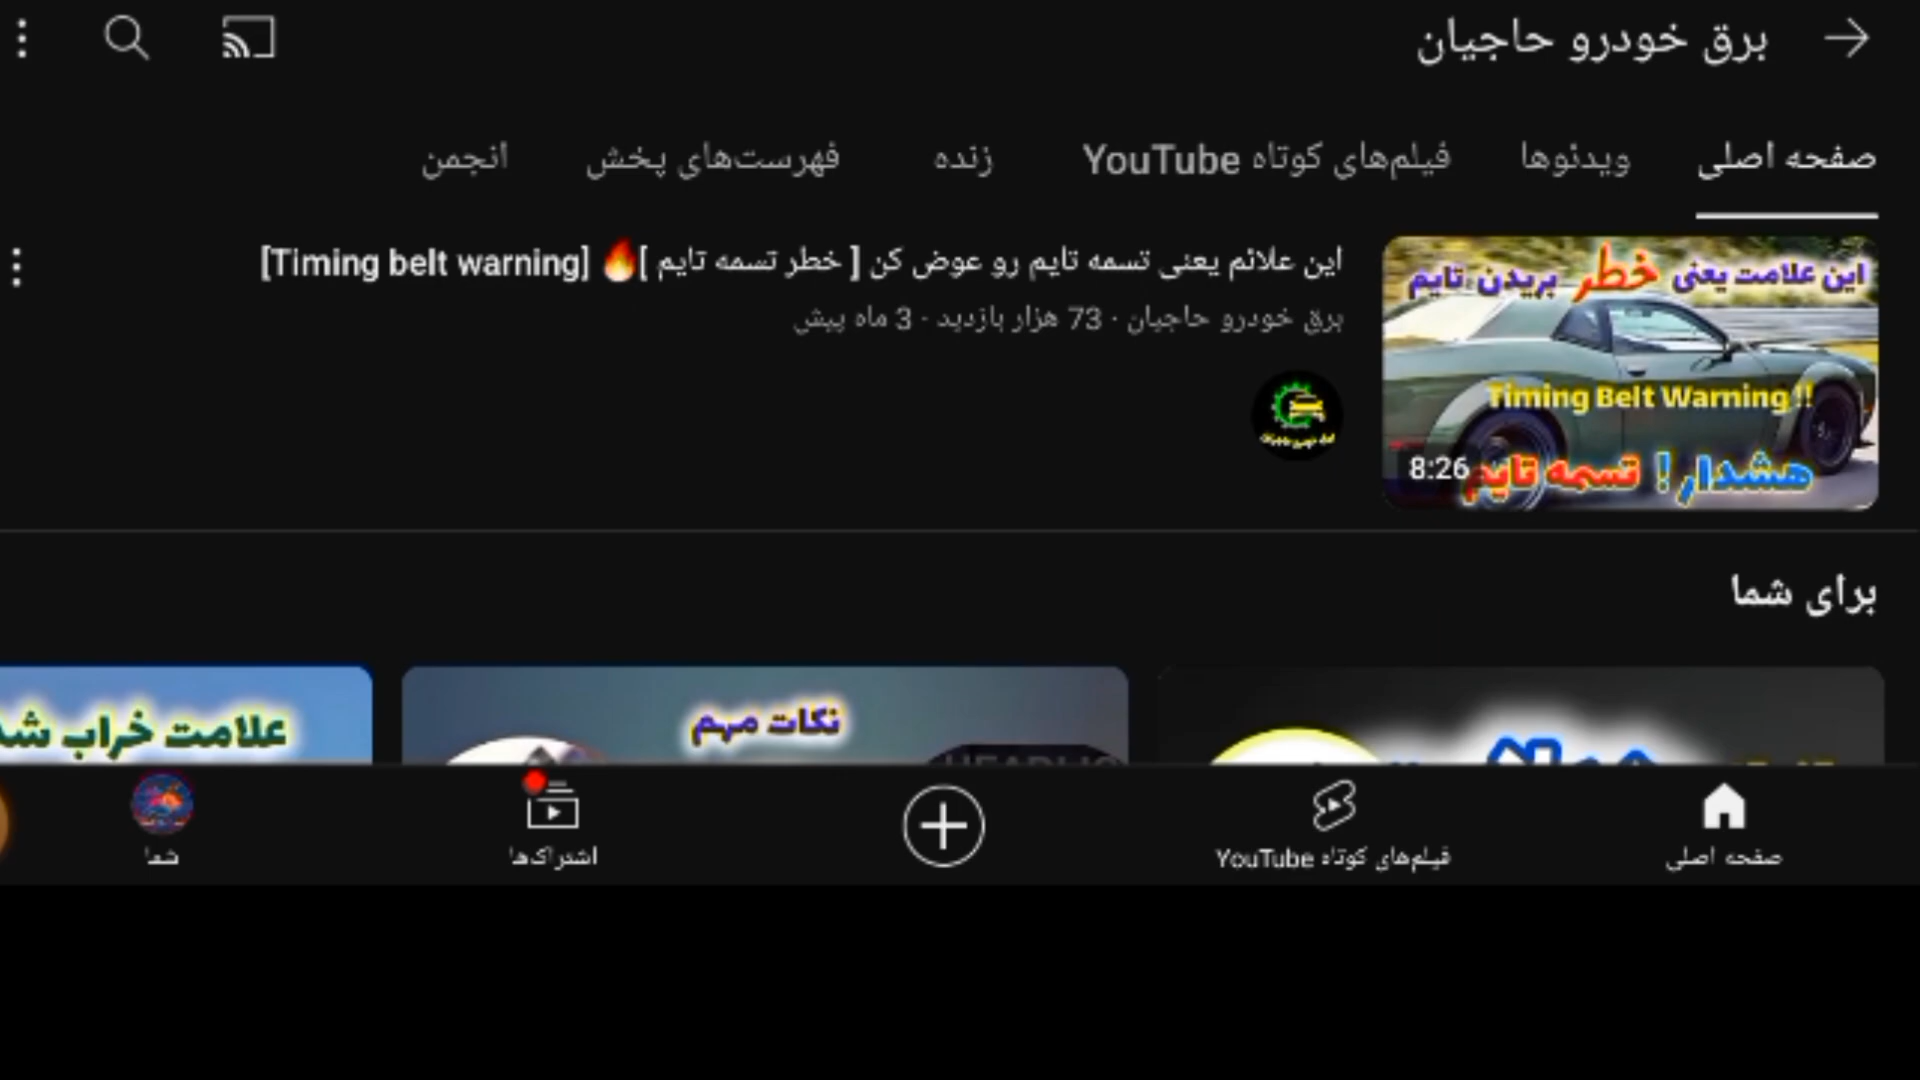 برق خودرو حاجیان
صفحه اصلی
ویدئوها
فیلم‌های کوتاه YouTube
زنده
فهرست‌های پخش
انجمن
این علامت یعنی خطر بریدن تایم
Timing Belt Warning !!
هشدار ! تسمه تایم
8:26
این علائم یعنی تسمه تایم رو عوض کن [ خطر تسمه تایم ]🔥 [Timing belt warning]
برق خودرو حاجیان · 73 هزار بازدید · 3 ماه پیش
برای شما
نکات مهم
علامت خراب
صفحه اصلی
فیلم‌های کوتاه YouTube
اشتراک‌ها
شما